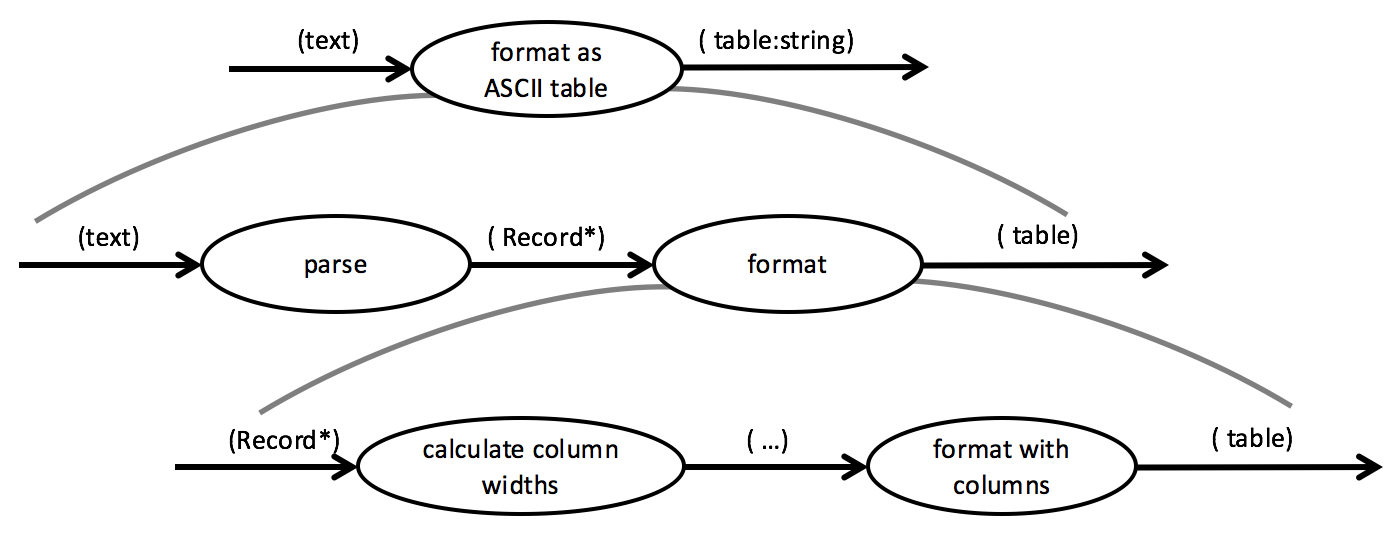 (text)
format as
ASCII table
( table:string)
(text)
parse
( Record*)
format
( table)
(Record*)
calculate column
widths
( ...)
format with
columns
( table)